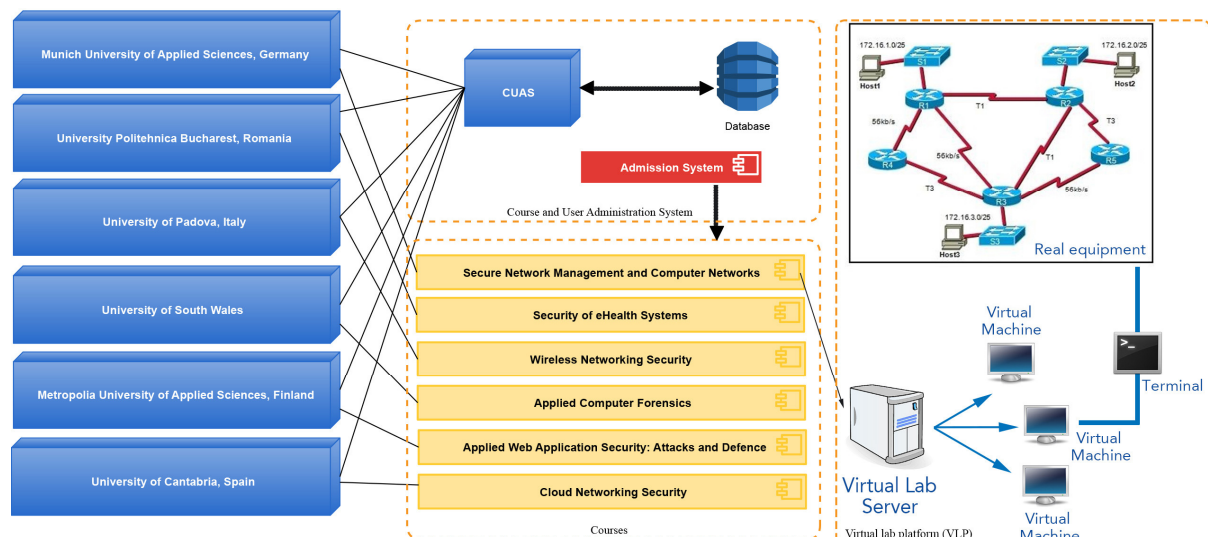 Munich University of Applied Sciences, Germany
University Politehnica Bucharest, Romania
University of Padova, Italy
University of South Wales
Metropolia University of Applied Sciences, Finland
University of Cantabria, Spain
CUAS
Database
Admission System
Course and User Administration System
Secure Network Management and Computer Networks
Security of eHealth Systems
Wireless Networking Security
Applied Computer Forensics
Applied Web Application Security: Attacks and Defence
Cloud Networking Security
Courses
172.16.1.0/25
S1
Host1
S2
172.16.2.0/25
Host2
R1
T1
R2
56kb/s
T3
R4
56kb/s
T1
R5
T3
R3
56kb/s
172.16.3.0/25
S3
Host3
Real equipment
>_
Terminal
Virtual
Machine
Virtual
Machine
Virtual
Machine
Virtual Lab
Server
Virtual lab platform (VLP)